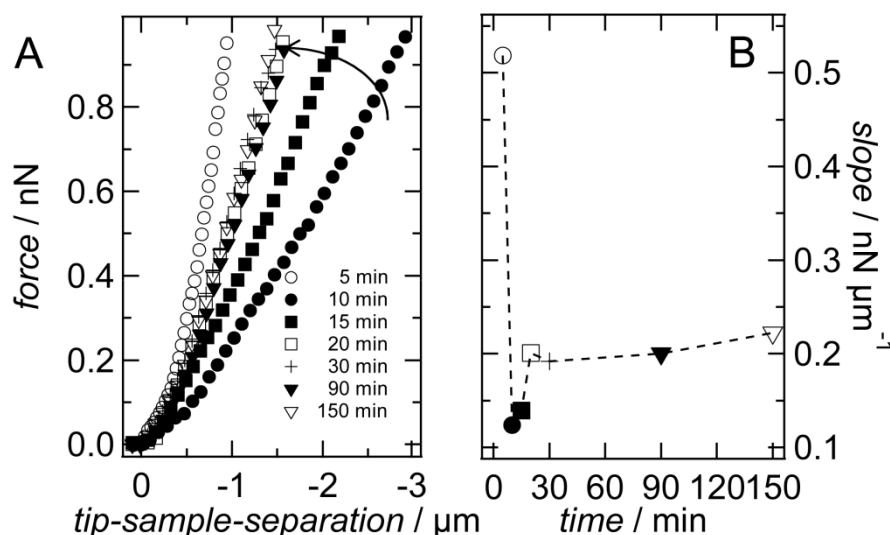 A
force / nN
0.8
0.6
0.4
0.2
0.0
5 min
10 min
15 min
20 min
30 min
90 min
150 min
0 -1 -2 -3
tip-sample-separation / µm
B
0.5
0.4
0.3
0.2
0.1
slope / nN µm⁻¹
0 30 60 90 120 150
time / min